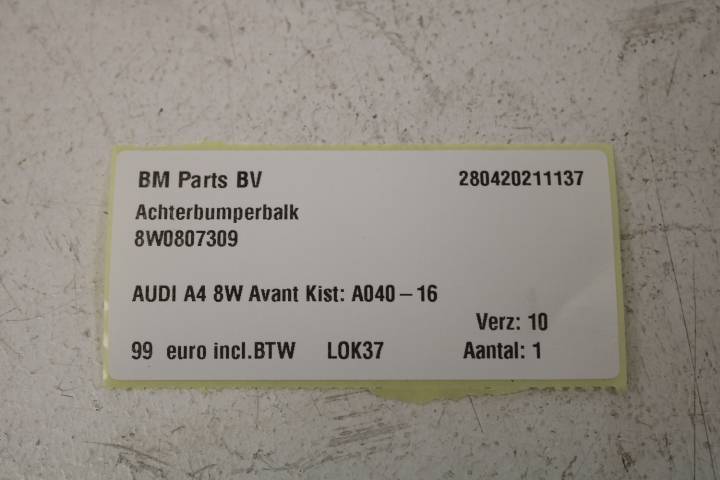 BM Parts BV 280420211137
Achterbumperbalk
8W0807309
AUDI A4 8W Avant Kist: A040-16
Verz: 10
99 euro incl.BTW LOK37 Aantal: 1